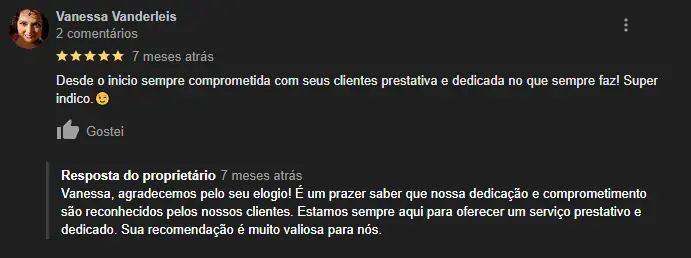 Vanessa Vanderleis
2 comentários
7 meses atrás
Desde o inicio sempre comprometida com seus clientes prestativa e dedicada no que sempre faz! Super
indico.😉
Gostei
Resposta do proprietário 7 meses atrás
Vanessa, agradecemos pelo seu elogio! É um prazer saber que nossa dedicação e comprometimento
são reconhecidos pelos nossos clientes. Estamos sempre aqui para oferecer um serviço prestativo e
dedicado. Sua recomendação é muito valiosa para nós.